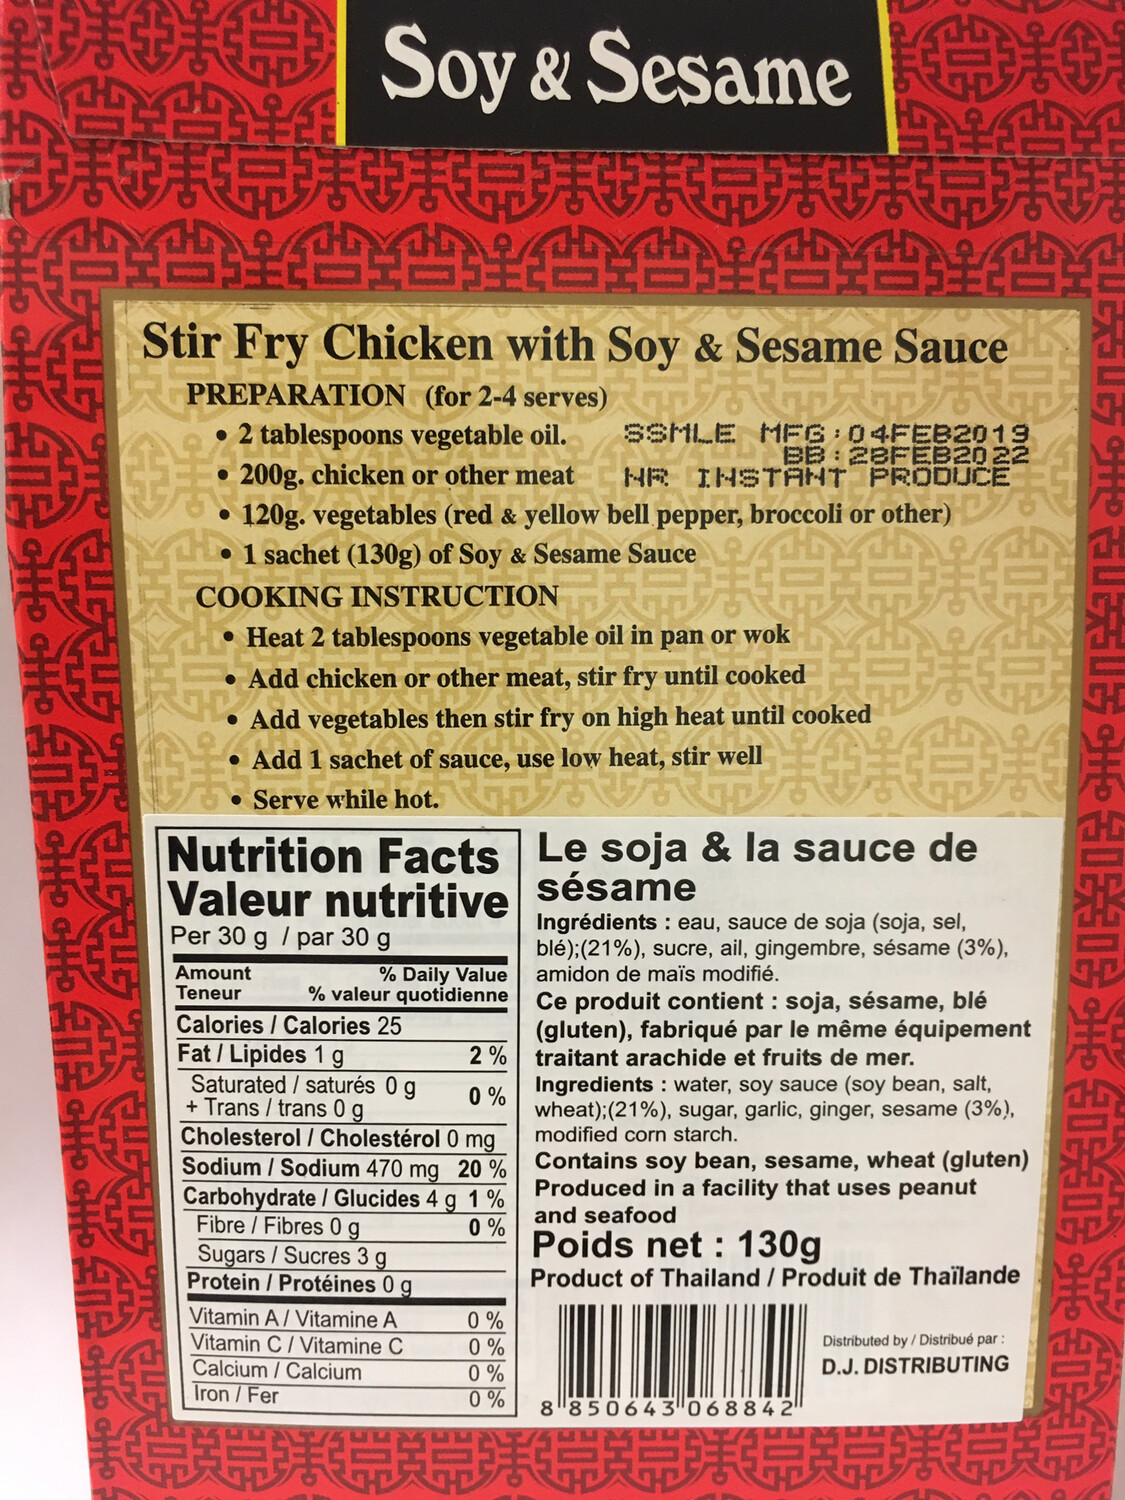 Soy & Sesame
Stir Fry Chicken with Soy & Sesame Sauce
PREPARATION (for 2-4 serves)
• 2 tablespoons vegetable oil.
SSMLE MFG:04FEB2019
BB:28FEB2022
• 200g. chicken or other meat
HR INSTANT PRODUCE
• 120g. vegetables (red & yellow bell pepper, broccoli or other)
• 1 sachet (130g) of Soy & Sesame Sauce
COOKING INSTRUCTION
• Heat 2 tablespoons vegetable oil in pan or wok
• Add chicken or other meat, stir fry until cooked
• Add vegetables then stir fry on high heat until cooked
• Add 1 sachet of sauce, use low heat, stir well
• Serve while hot.
Nutrition Facts
Valeur nutritive
Per 30 g / par 30 g
Amount % Daily Value
Teneur % valeur quotidienne
Calories / Calories 25
Fat / Lipides 1 g 2 %
Saturated / saturés 0 g
+ Trans / trans 0 g 0 %
Cholesterol / Cholestérol 0 mg
Sodium / Sodium 470 mg 20 %
Carbohydrate / Glucides 4 g 1 %
Fibre / Fibres 0 g 0 %
Sugars / Sucres 3 g
Protein / Protéines 0 g
Vitamin A / Vitamine A 0 %
Vitamin C / Vitamine C 0 %
Calcium / Calcium 0 %
Iron / Fer 0 %
Le soja & la sauce de
sésame
Ingrédients : eau, sauce de soja (soja, sel,
blé);(21%), sucre, ail, gingembre, sésame (3%),
amidon de maïs modifié.
Ce produit contient : soja, sésame, blé
(gluten), fabriqué par le même équipement
traitant arachide et fruits de mer.
Ingredients : water, soy sauce (soy bean, salt,
wheat);(21%), sugar, garlic, ginger, sesame (3%),
modified corn starch.
Contains soy bean, sesame, wheat (gluten)
Produced in a facility that uses peanut
and seafood
Poids net : 130g
Product of Thailand / Produit de Thaïlande
Distributed by / Distribué par :
D.J. DISTRIBUTING
8 850643 068842